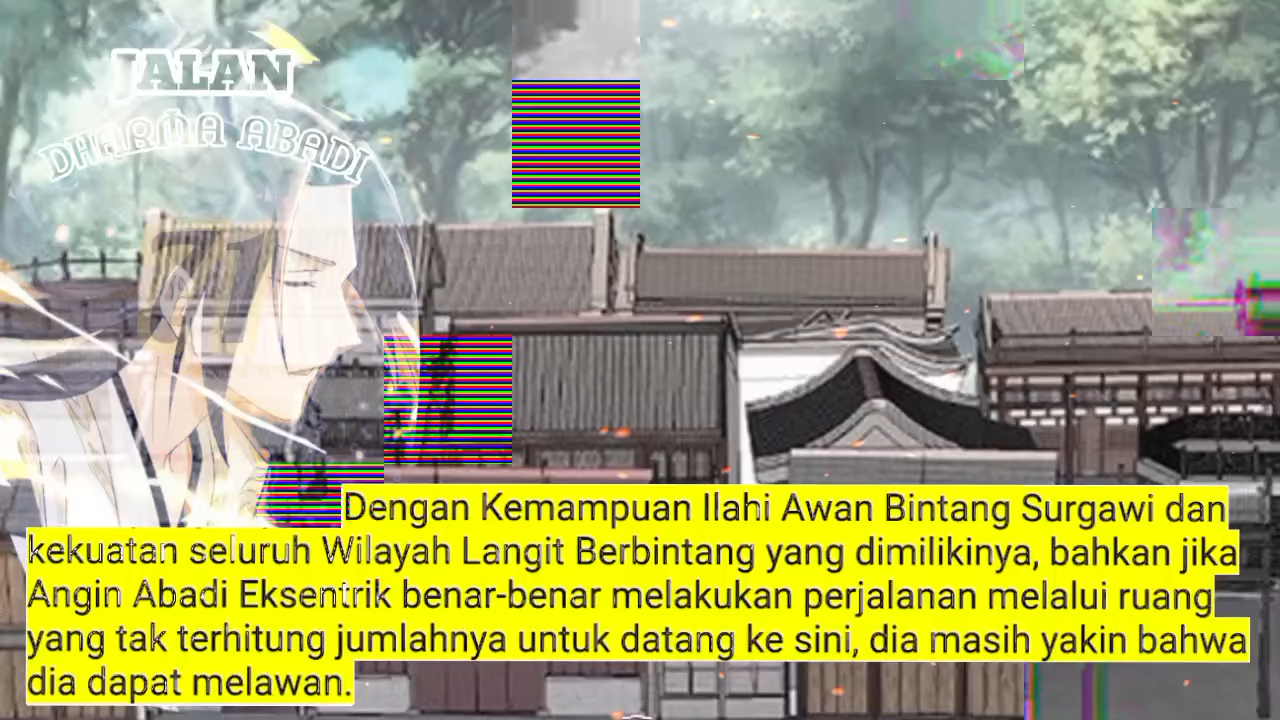 JALAN
DHARMA ABADI
71
Dengan Kemampuan Ilahi Awan Bintang Surgawi dan
kekuatan seluruh Wilayah Langit Berbintang yang dimilikinya, bahkan jika
Angin Abadi Eksentrik benar-benar melakukan perjalanan melalui ruang
yang tak terhitung jumlahnya untuk datang ke sini, dia masih yakin bahwa
dia dapat melawan.